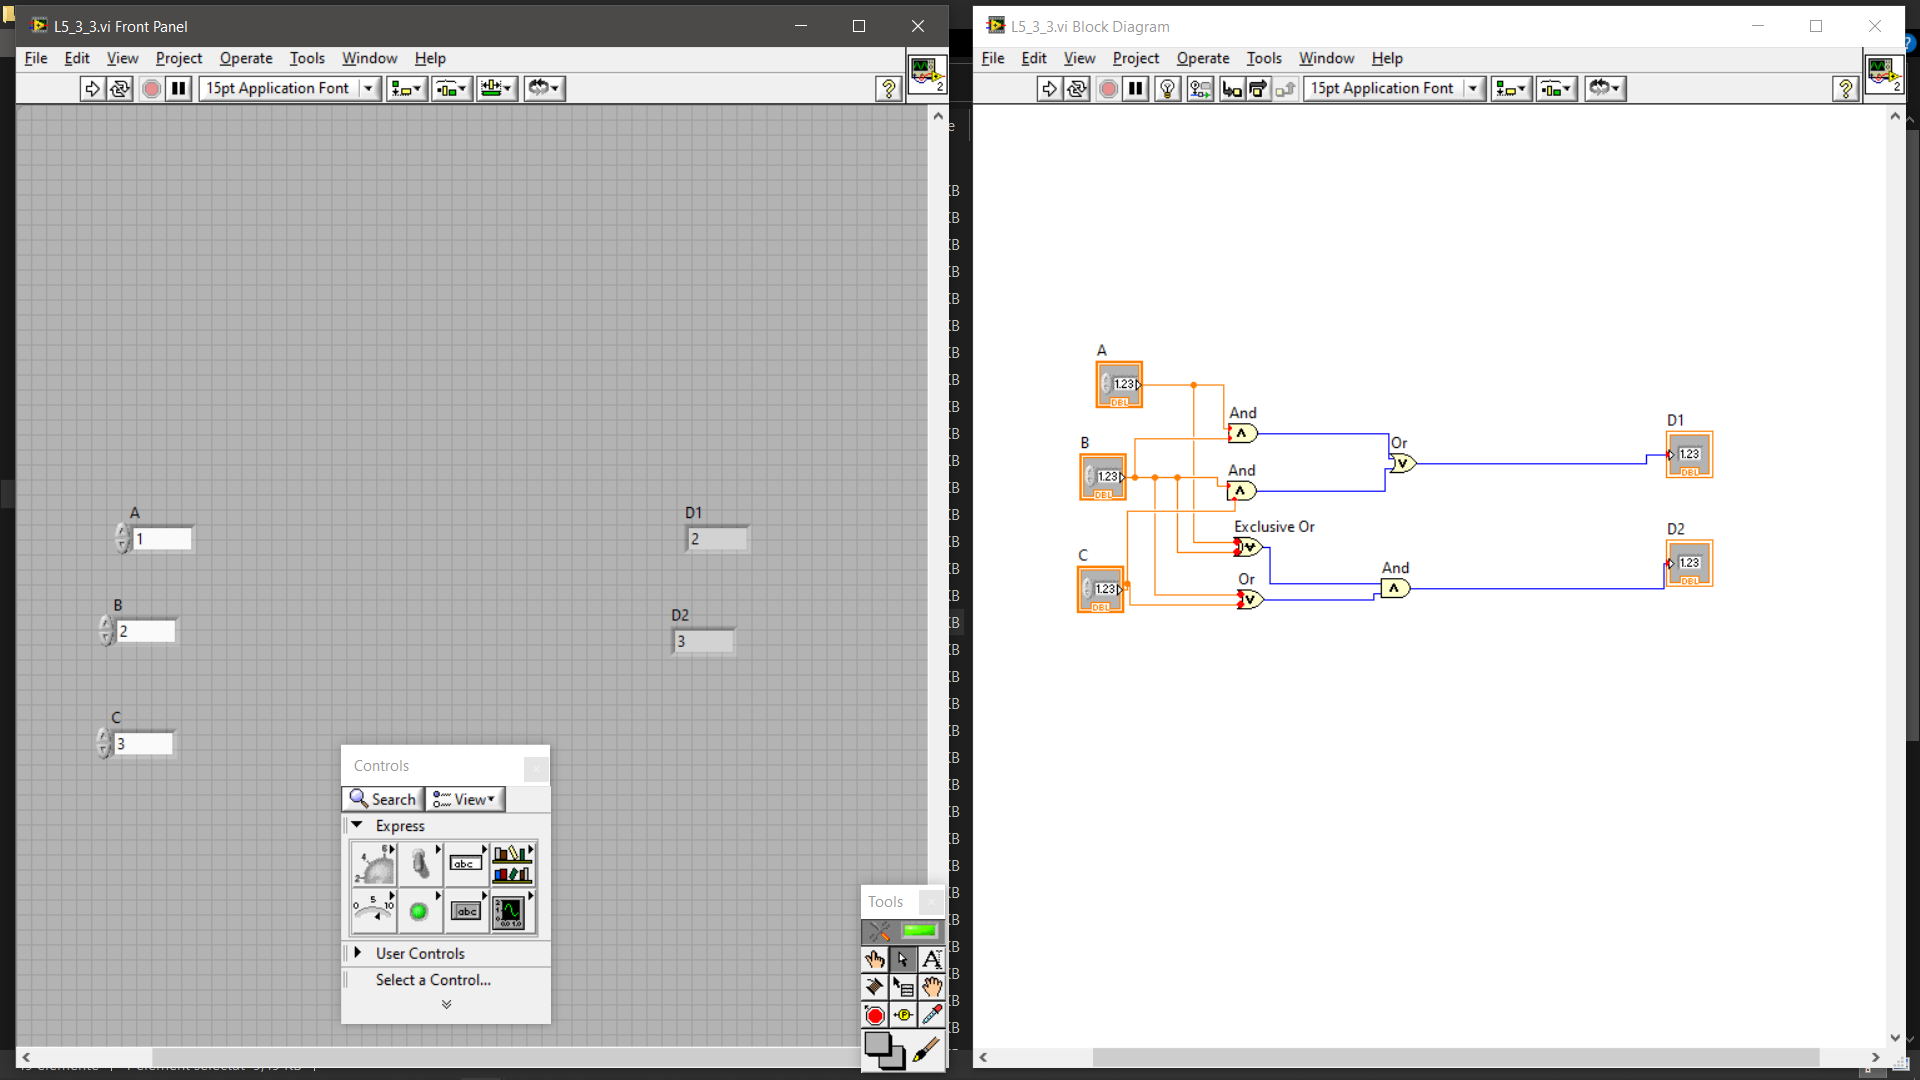 L5_3_3.vi Front Panel
File Edit View Project Operate Tools Window Help
15pt Application Font
2
A
1
B
2
C
3
D1
2
D2
3
Controls
Search View
Express
User Controls
Select a Control...
Tools
L5_3_3.vi Block Diagram
File Edit View Project Operate Tools Window Help
15pt Application Font
2
A
1.23
DBL
B
1.23
DBL
C
1.23
DBL
And
And
Exclusive Or
Or
Or
And
D1
1.23
DBL
D2
1.23
DBL